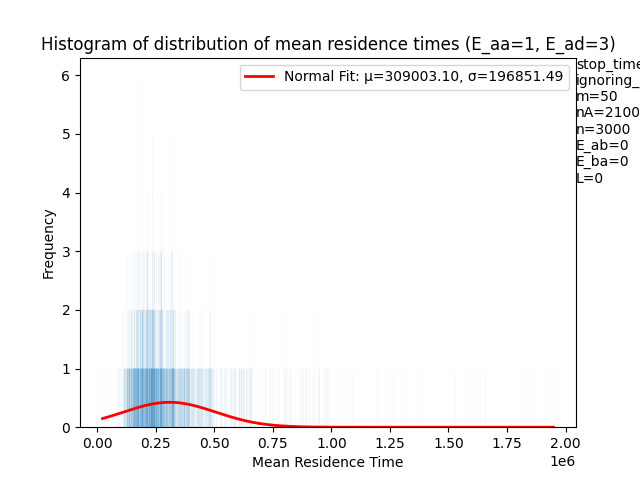 Histogram of distribution of mean residence times (E_aa=1, E_ad=3)
Normal Fit: μ=309003.10, σ=196851.49
stop_time
ignoring_
m=50
nA=2100
n=3000
E_ab=0
E_ba=0
L=0
Frequency
6
5
4
3
2
1
0
0.00 0.25 0.50 0.75 1.00 1.25 1.50 1.75 2.00
1e6
Mean Residence Time